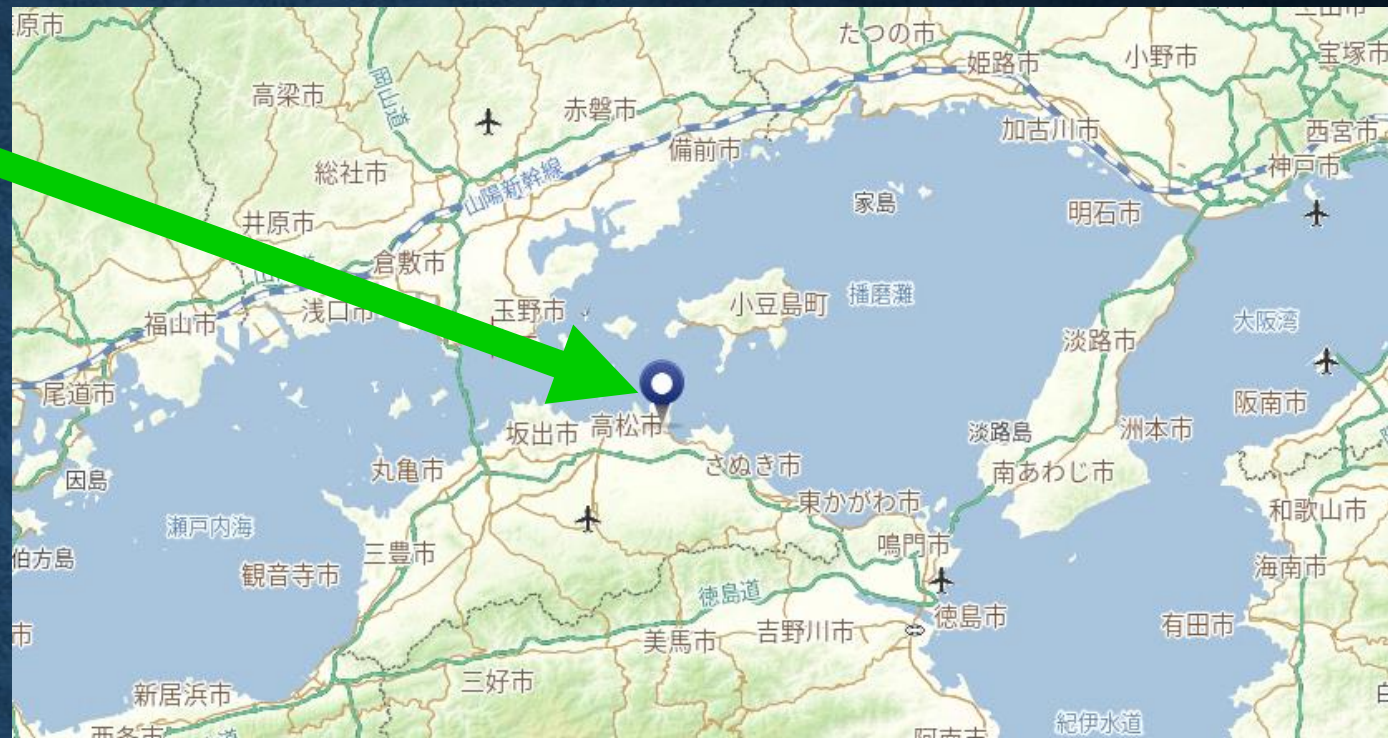 たつの市
宝塚市
小野市
姫路市
高梁市
岡山道
赤磐市
加古川市
西宮市
備前市
神戸市
総社市
山陽新幹線
家島
明石市
井原市
倉敷市
玉野市
小豆島町
播磨灘
浅口市
福山市
大阪湾
淡路市
尾道市
阪南市
高松市
坂出市
淡路島
洲本市
さぬき市
丸亀市
南あわじ市
因島
東かがわ市
和歌山市
瀬戸内海
鳴門市
三豊市
伯方島
観音寺市
海南市
徳島道
徳島市
有田市
市
美馬市
吉野川市
三好市
新居浜市
紀伊水道